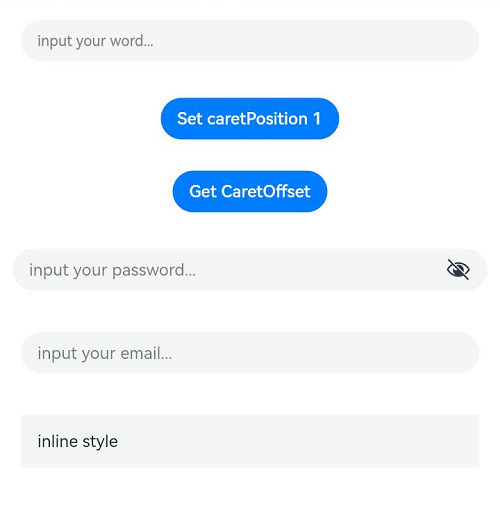 input your word...
Set caretPosition 1
Get CaretOffset
input your password...
input your email...
inline style